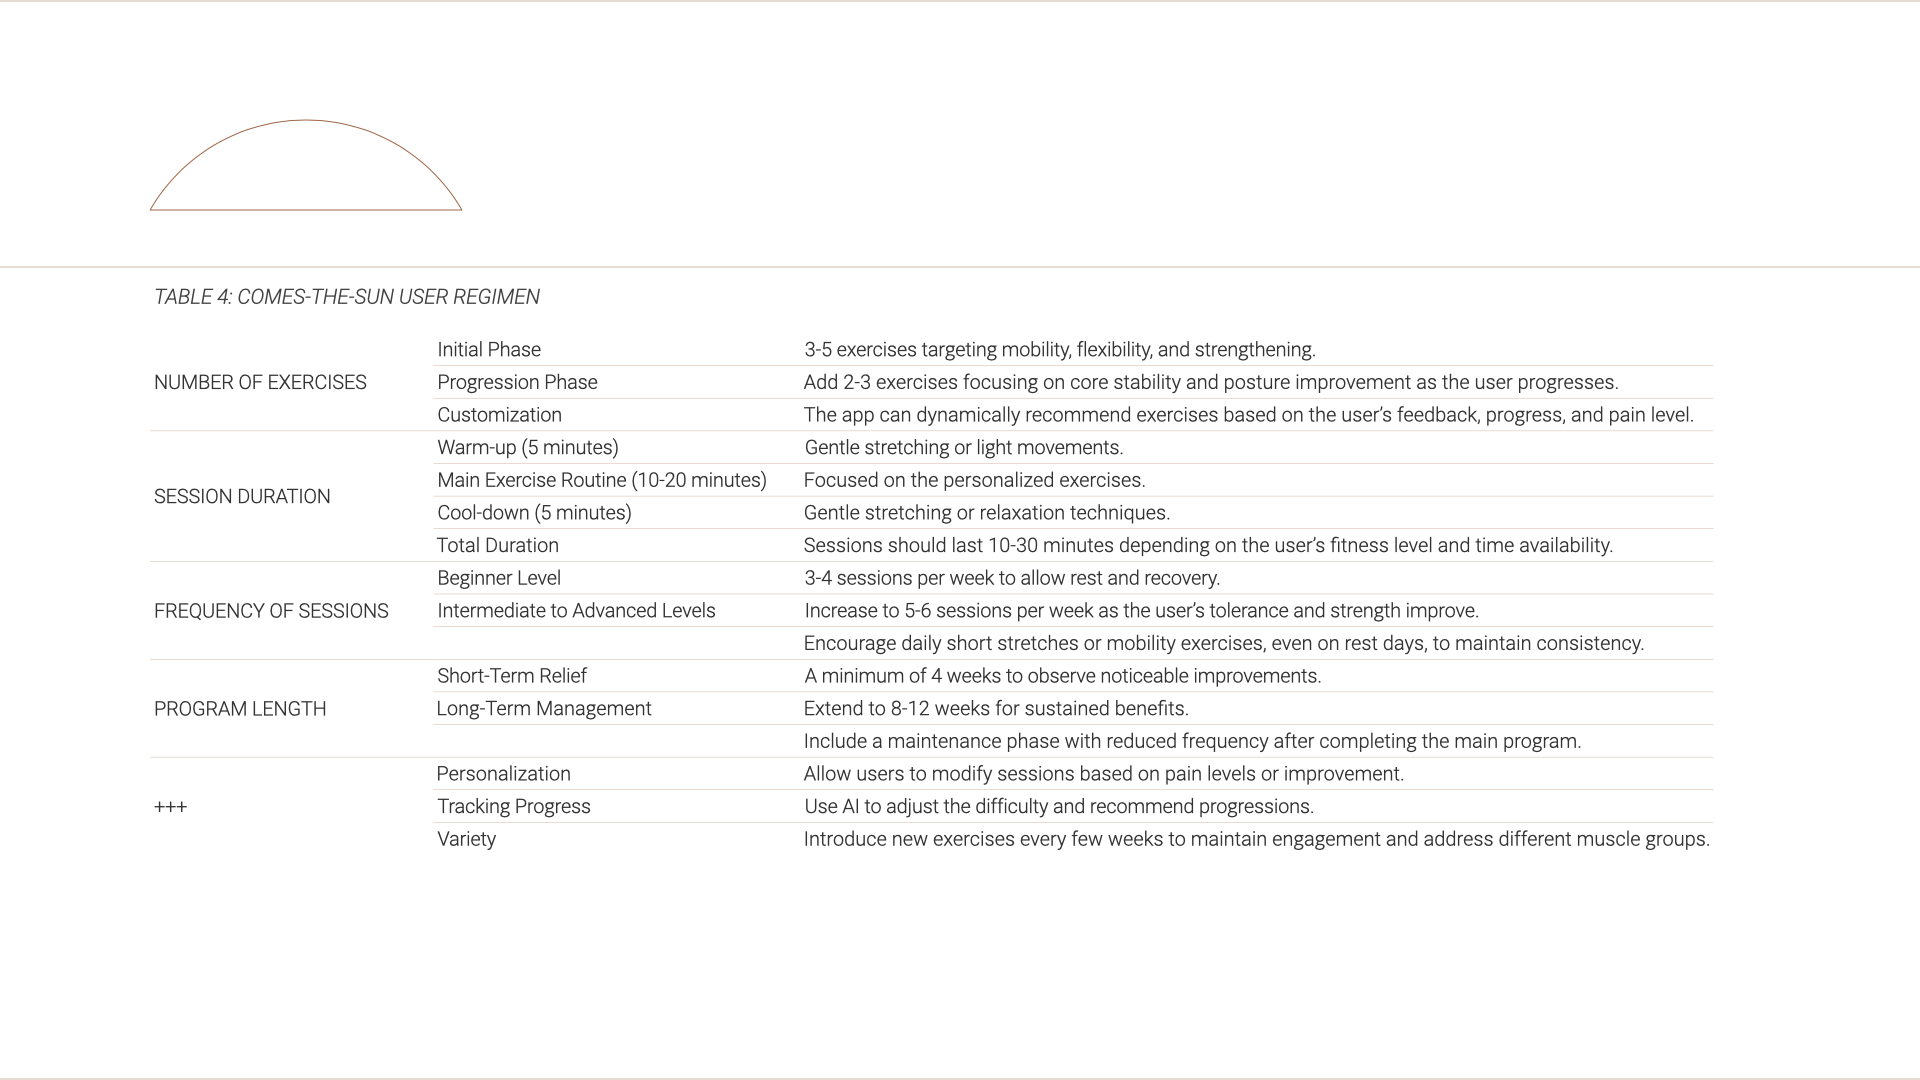 TABLE 4: COMES-THE-SUN USER REGIMEN
NUMBER OF EXERCISES
Initial Phase 3-5 exercises targeting mobility, flexibility, and strengthening.
Progression Phase Add 2-3 exercises focusing on core stability and posture improvement as the user progresses.
Customization The app can dynamically recommend exercises based on the user’s feedback, progress, and pain level.
SESSION DURATION
Warm-up (5 minutes) Gentle stretching or light movements.
Main Exercise Routine (10-20 minutes) Focused on the personalized exercises.
Cool-down (5 minutes) Gentle stretching or relaxation techniques.
Total Duration Sessions should last 10-30 minutes depending on the user’s fitness level and time availability.
FREQUENCY OF SESSIONS
Beginner Level 3-4 sessions per week to allow rest and recovery.
Intermediate to Advanced Levels Increase to 5-6 sessions per week as the user’s tolerance and strength improve.
Encourage daily short stretches or mobility exercises, even on rest days, to maintain consistency.
PROGRAM LENGTH
Short-Term Relief A minimum of 4 weeks to observe noticeable improvements.
Long-Term Management Extend to 8-12 weeks for sustained benefits.
Include a maintenance phase with reduced frequency after completing the main program.
+++
Personalization Allow users to modify sessions based on pain levels or improvement.
Tracking Progress Use AI to adjust the difficulty and recommend progressions.
Variety Introduce new exercises every few weeks to maintain engagement and address different muscle groups.